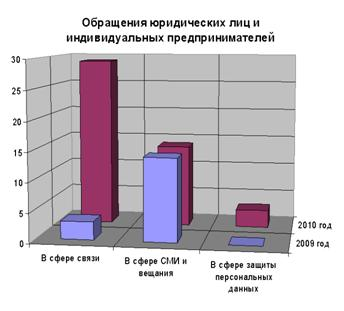 Обращения юридических лиц и
индивидуальных предпринимателей
30
25
20
15
10
5
0
2010 год
2009 год
В сфере связи
В сфере СМИ и
вещания
В сфере защиты
персональных
данных